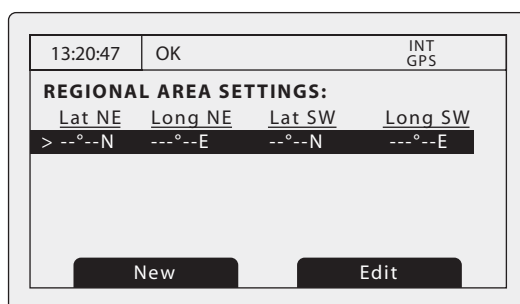 13:20:47 OK INT
GPS
REGIONAL AREA SETTINGS:
Lat NE Long NE Lat SW Long SW
> --°--N ---°--E --°--N ---°--E
New Edit